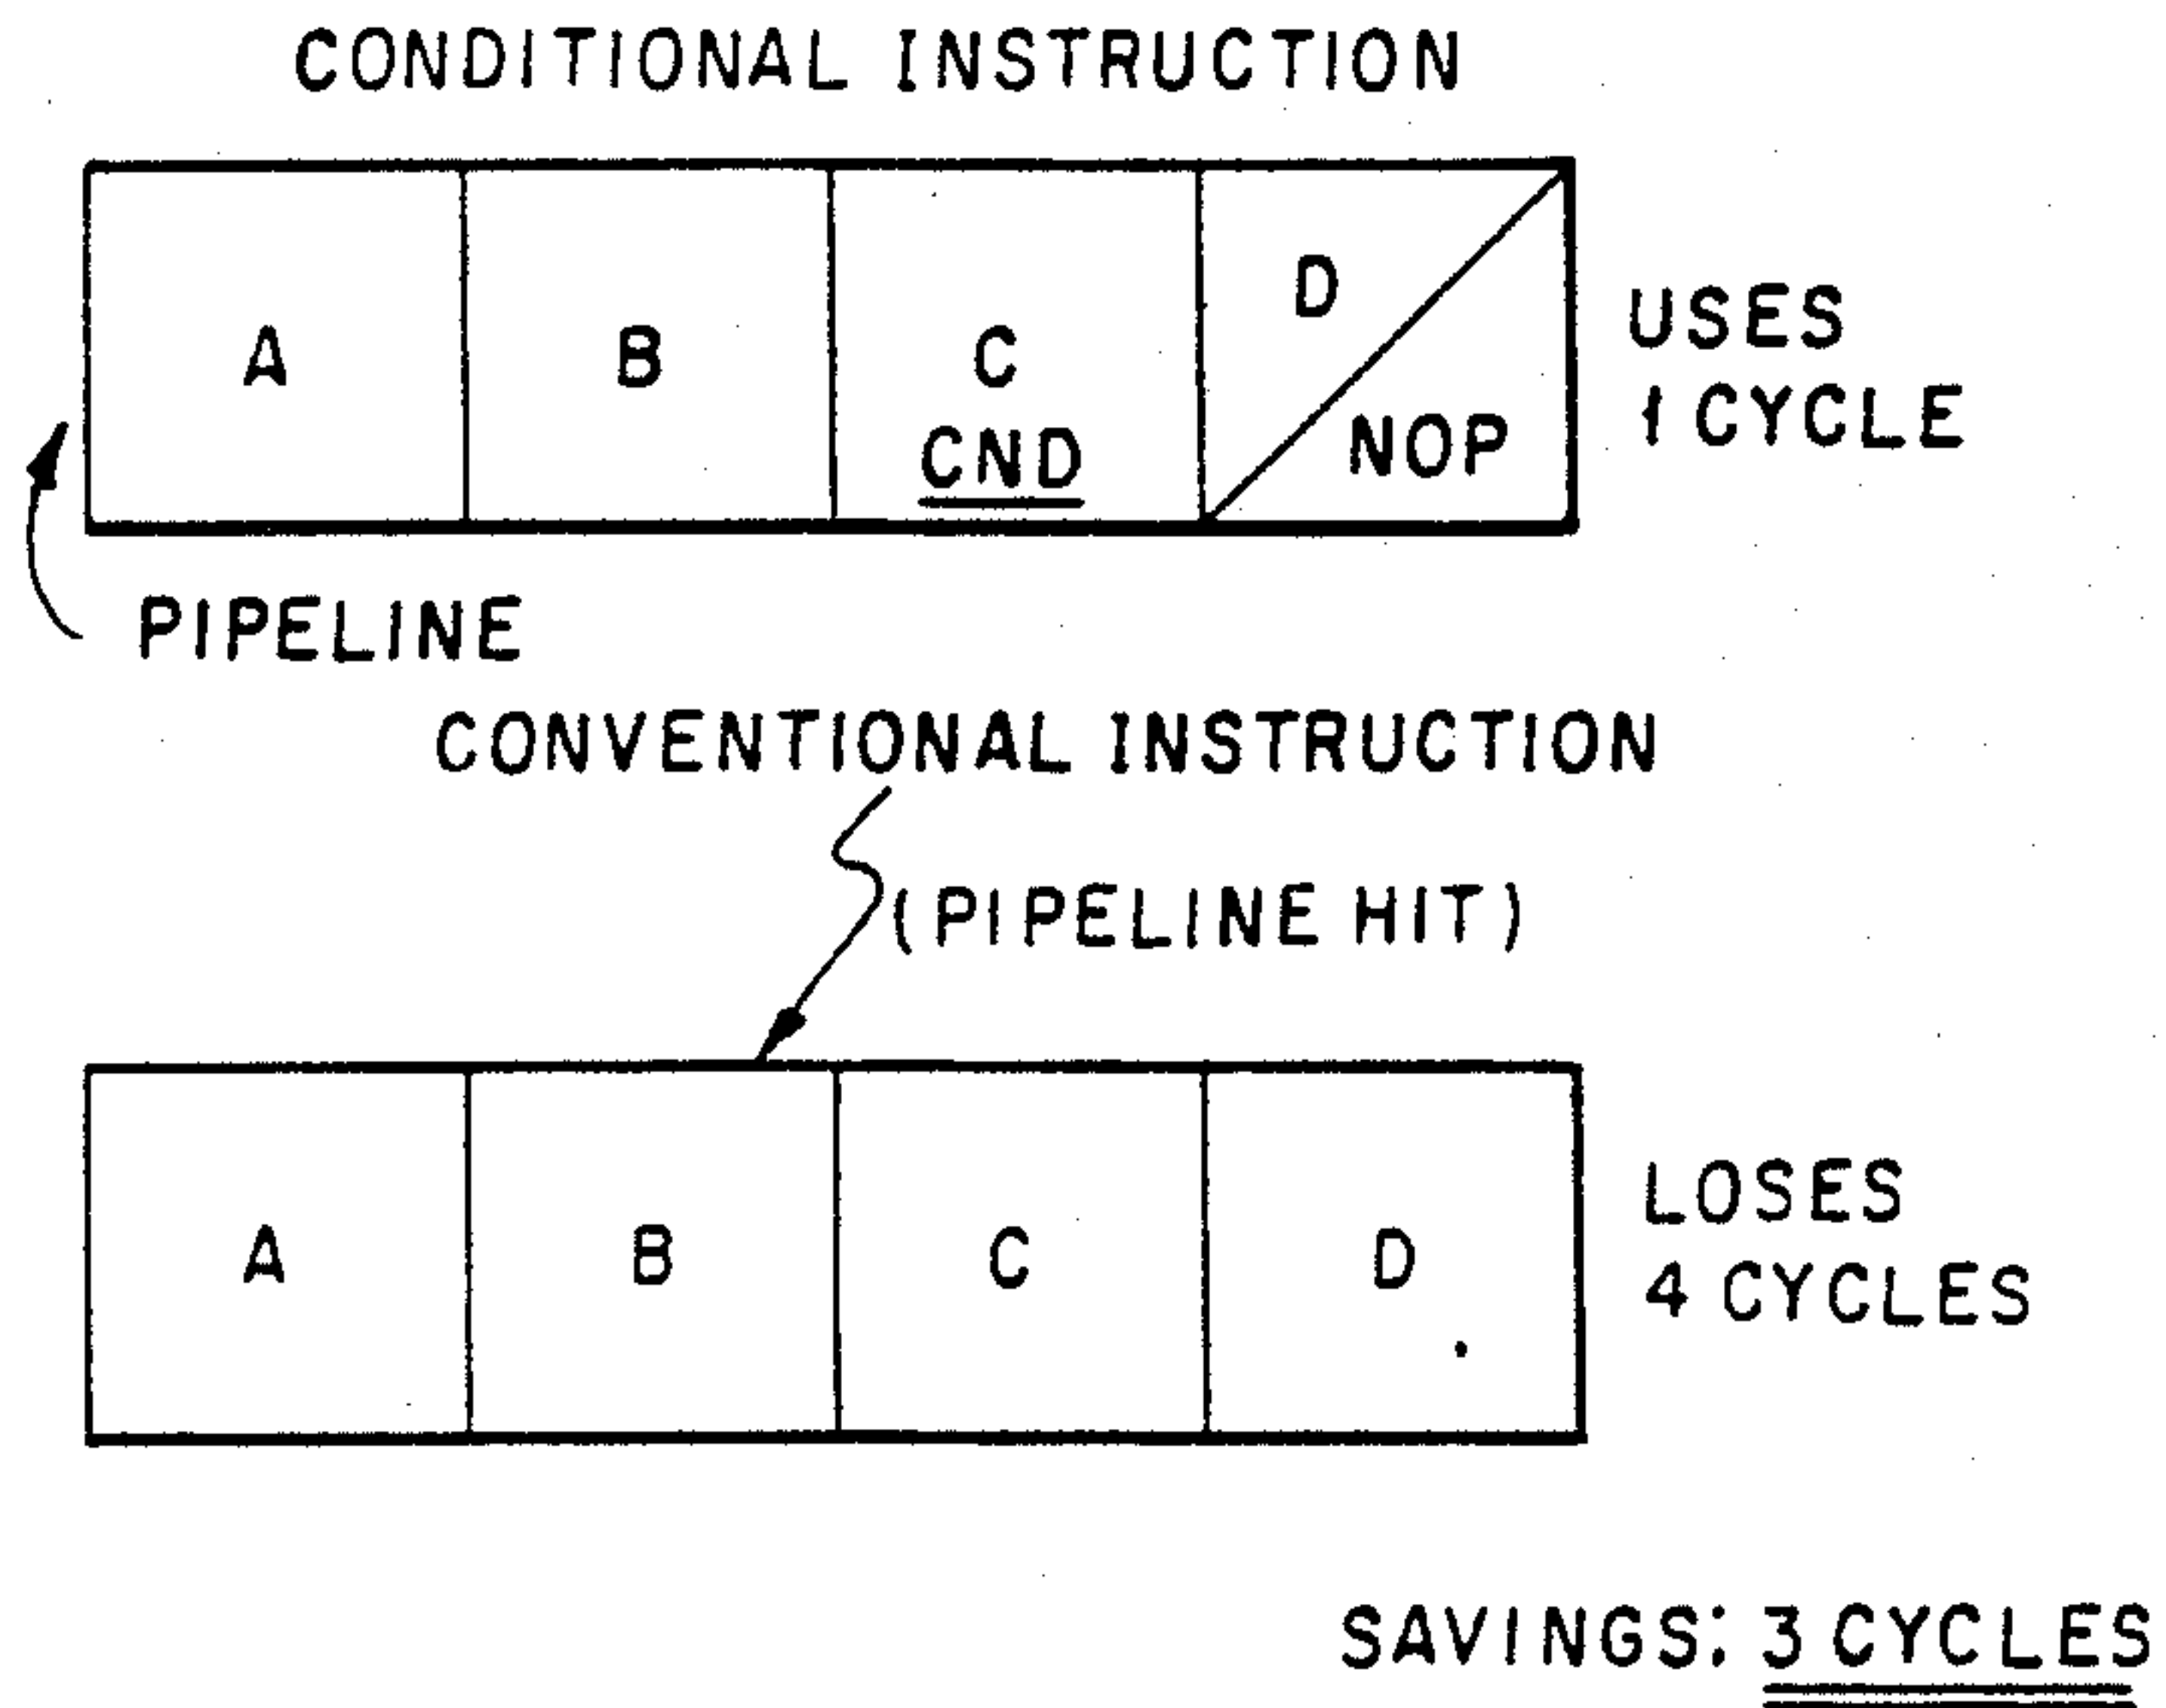 CONDITIONAL INSTRUCTION
A
B
C
CND
D
NOP
USES
1 CYCLE
PIPELINE
CONVENTIONAL INSTRUCTION
(PIPELINE HIT)
A
B
C
D
LOSES
4 CYCLES
SAVINGS: 3 CYCLES